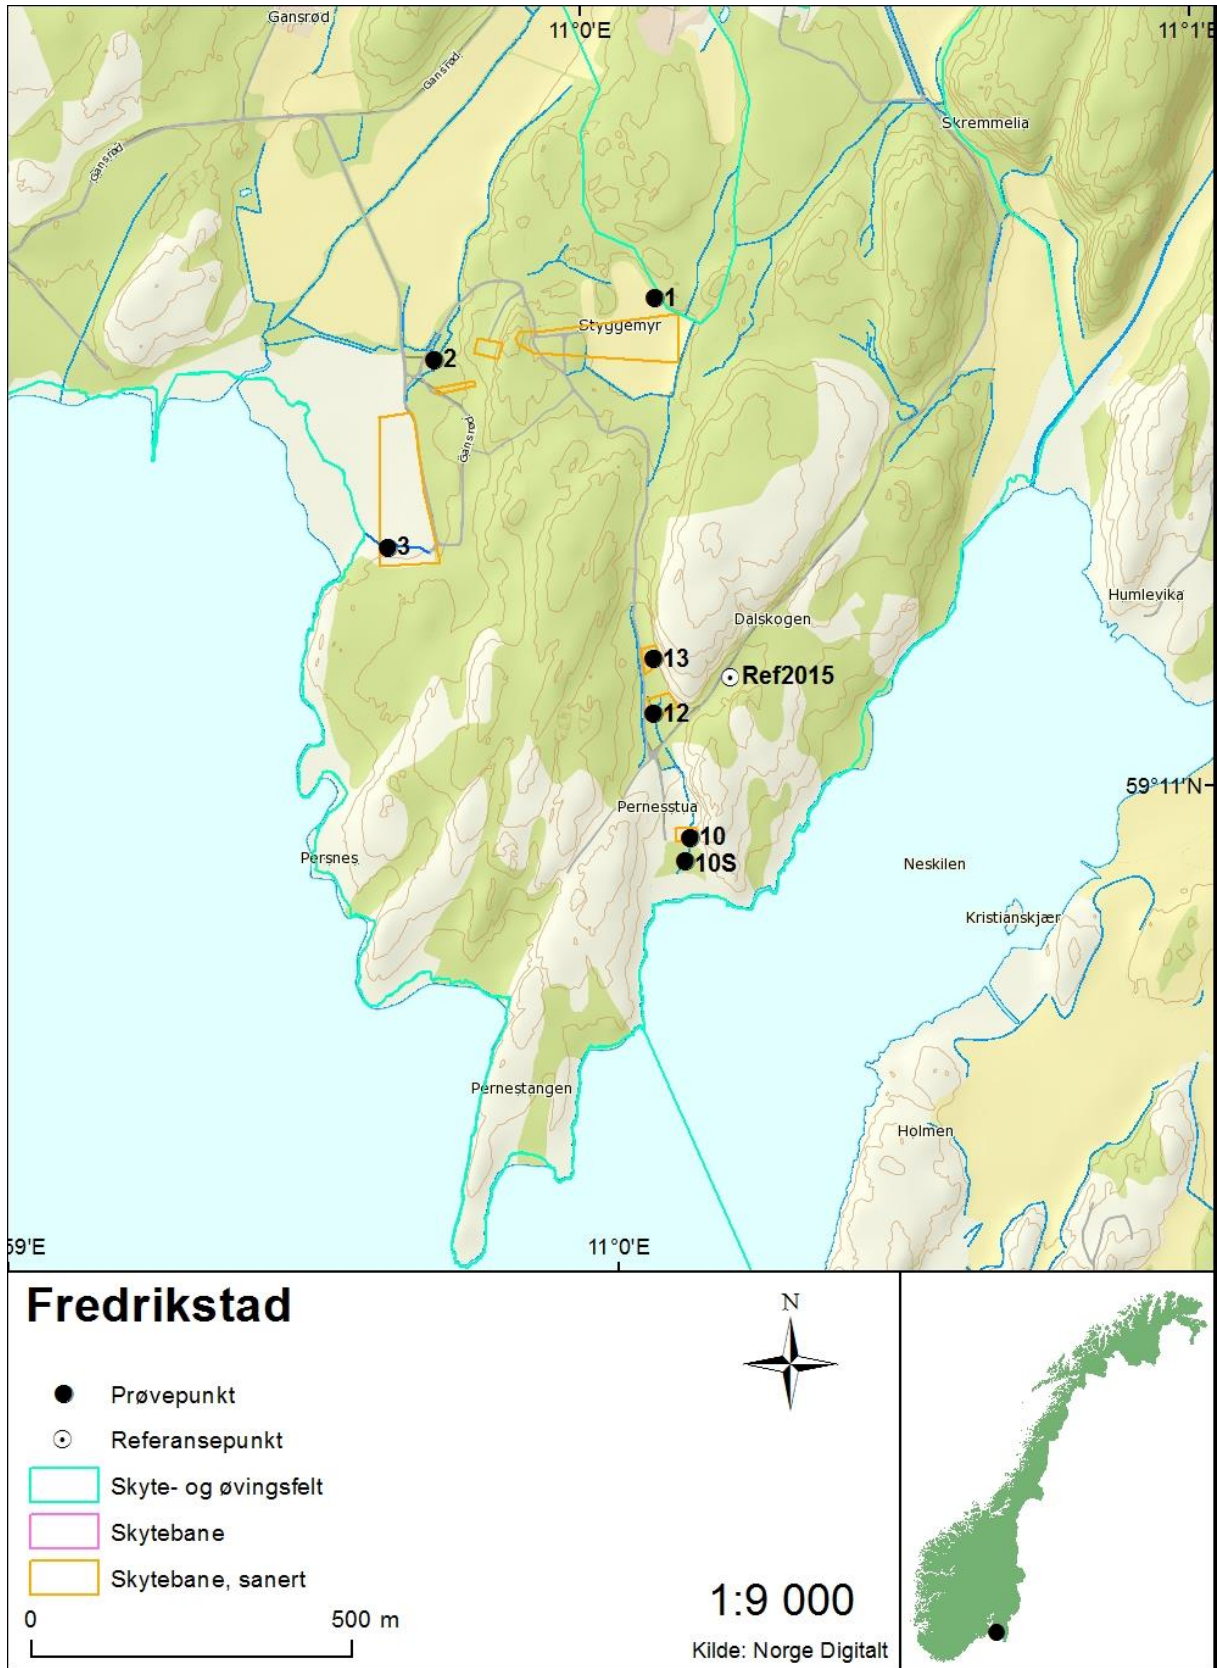 Gansrød
11°0'E
11°1'E
Gansrød
Skremmelia
Gansrød
1
Styggemyr
2
Gansrød
3
Humlevika
Dalskogen
13
Ref2015
12
59°11'N
Pernesstua
10
Persnes
10S
Neskilen
Kristianskjær
Pernestangen
Holmen
59'E
11°0'E
Fredrikstad
N
Prøvepunkt
Referansepunkt
Skyte- og øvingsfelt
Skytebane
Skytebane, sanert
0 500 m
1:9 000
Kilde: Norge Digitalt